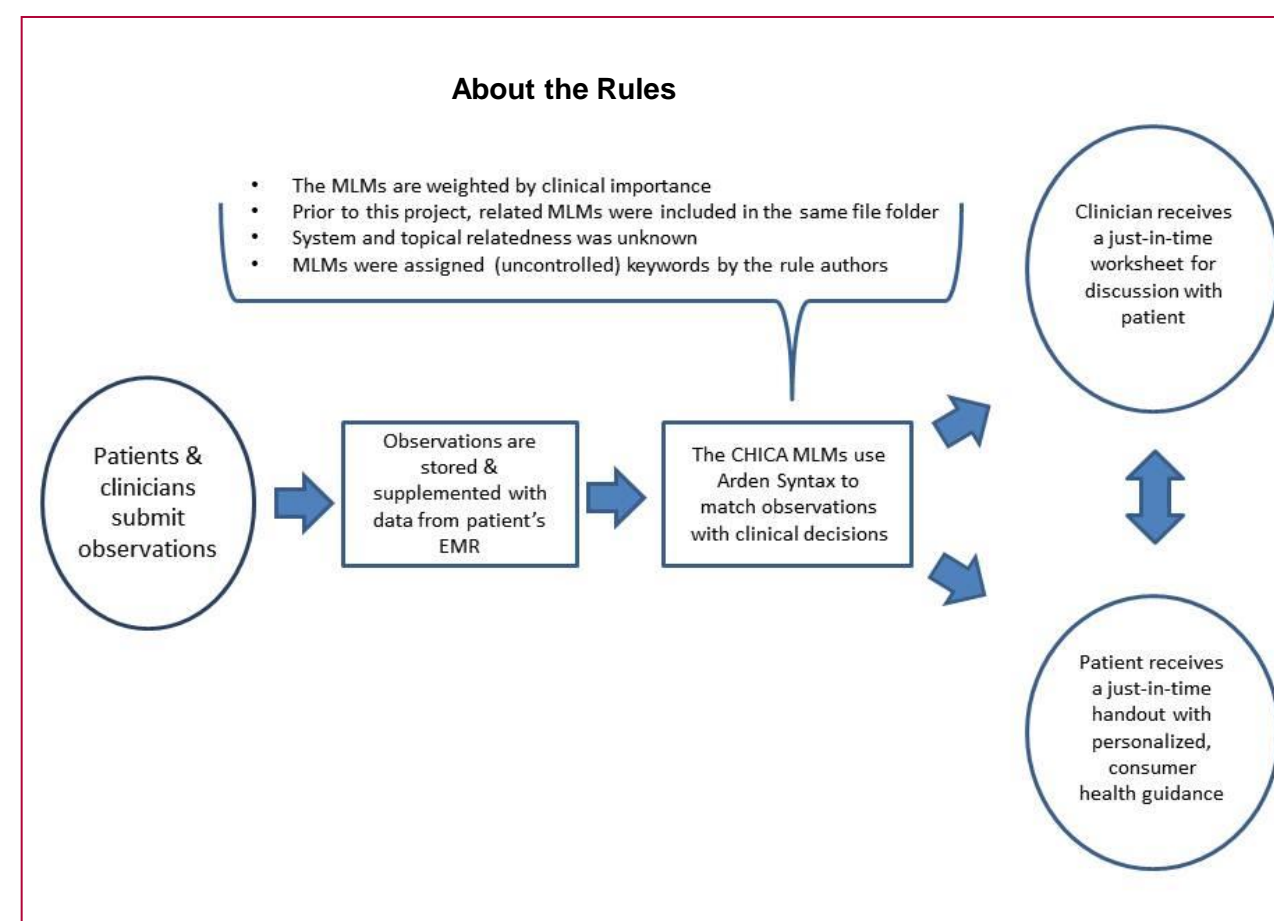 About the Rules
• The MLMs are weighted by clinical importance
• Prior to this project, related MLMs were included in the same file folder
• System and topical relatedness was unknown
• MLMs were assigned (uncontrolled) keywords by the rule authors
Patients &
clinicians
submit
observations
Observations are
stored &
supplemented with
data from patient's
EMR
The CHICA MLMs use
Arden Syntax to
match observations
with clinical decisions
Clinician receives
a just-in-time
worksheet for
discussion with
patient
Patient receives
a just-in-time
handout with
personalized,
consumer
health guidance